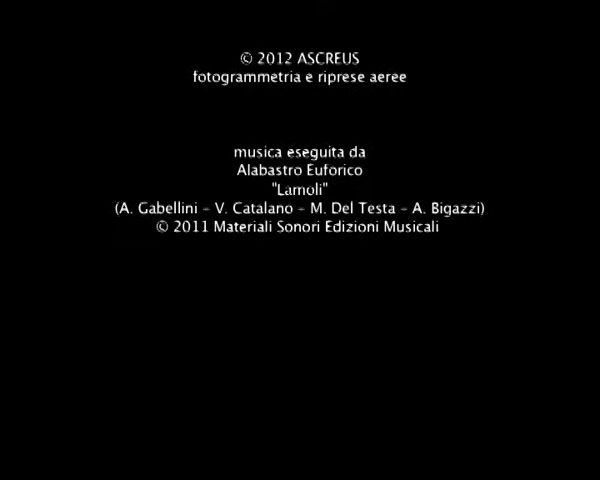 © 2012 ASCREUS
fotogrammetria e riprese aeree
musica eseguita da
Alabastro Euforico
"Lamoli"
(A. Gabellini - V. Catalano - M. Del Testa - A. Bigazzi)
© 2011 Materiali Sonori Edizioni Musicali